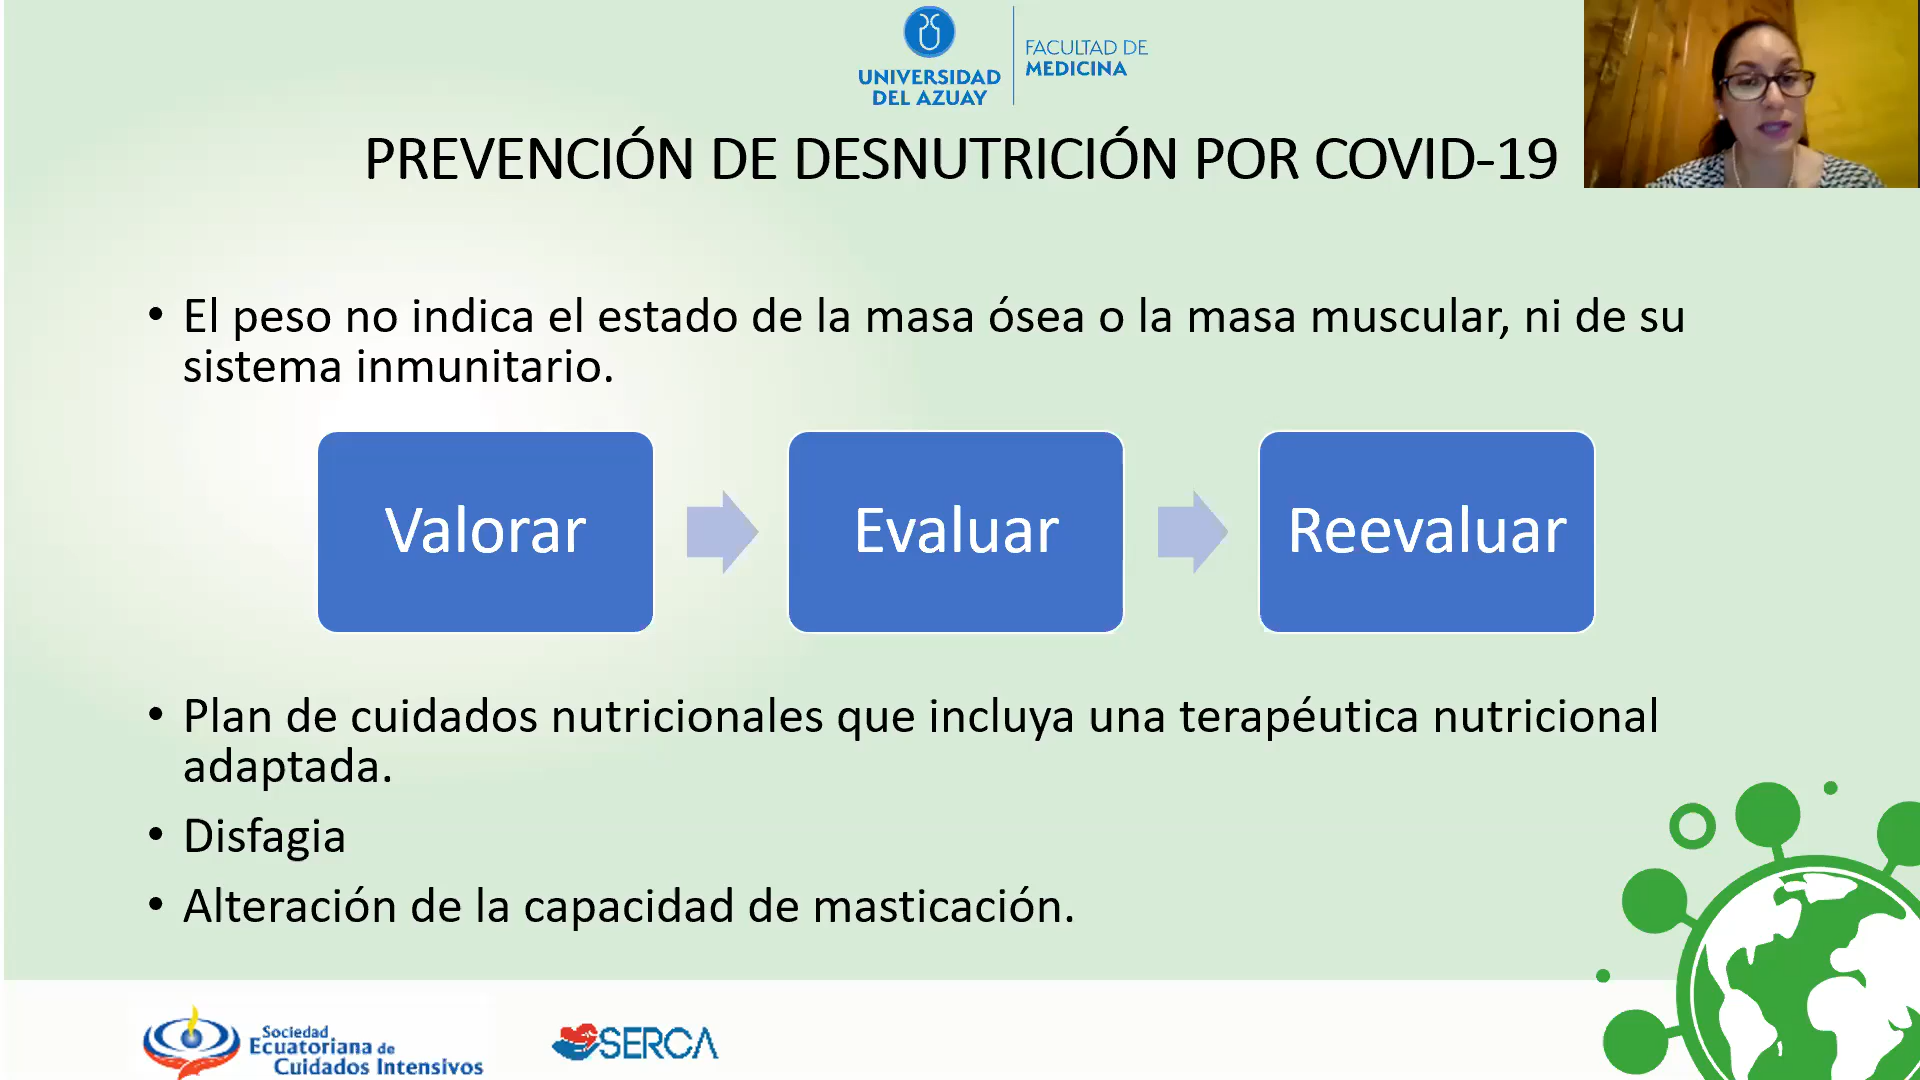 UNIVERSIDAD
DEL AZUAY
FACULTAD DE
MEDICINA
PREVENCIÓN DE DESNUTRICIÓN POR COVID-19
• El peso no indica el estado de la masa ósea o la masa muscular, ni de su
sistema inmunitario.
Valorar
Evaluar
Reevaluar
• Plan de cuidados nutricionales que incluya una terapéutica nutricional
adaptada.
• Disfagia
• Alteración de la capacidad de masticación.
Sociedad
Ecuatoriana de
Cuidados Intensivos
SERCA